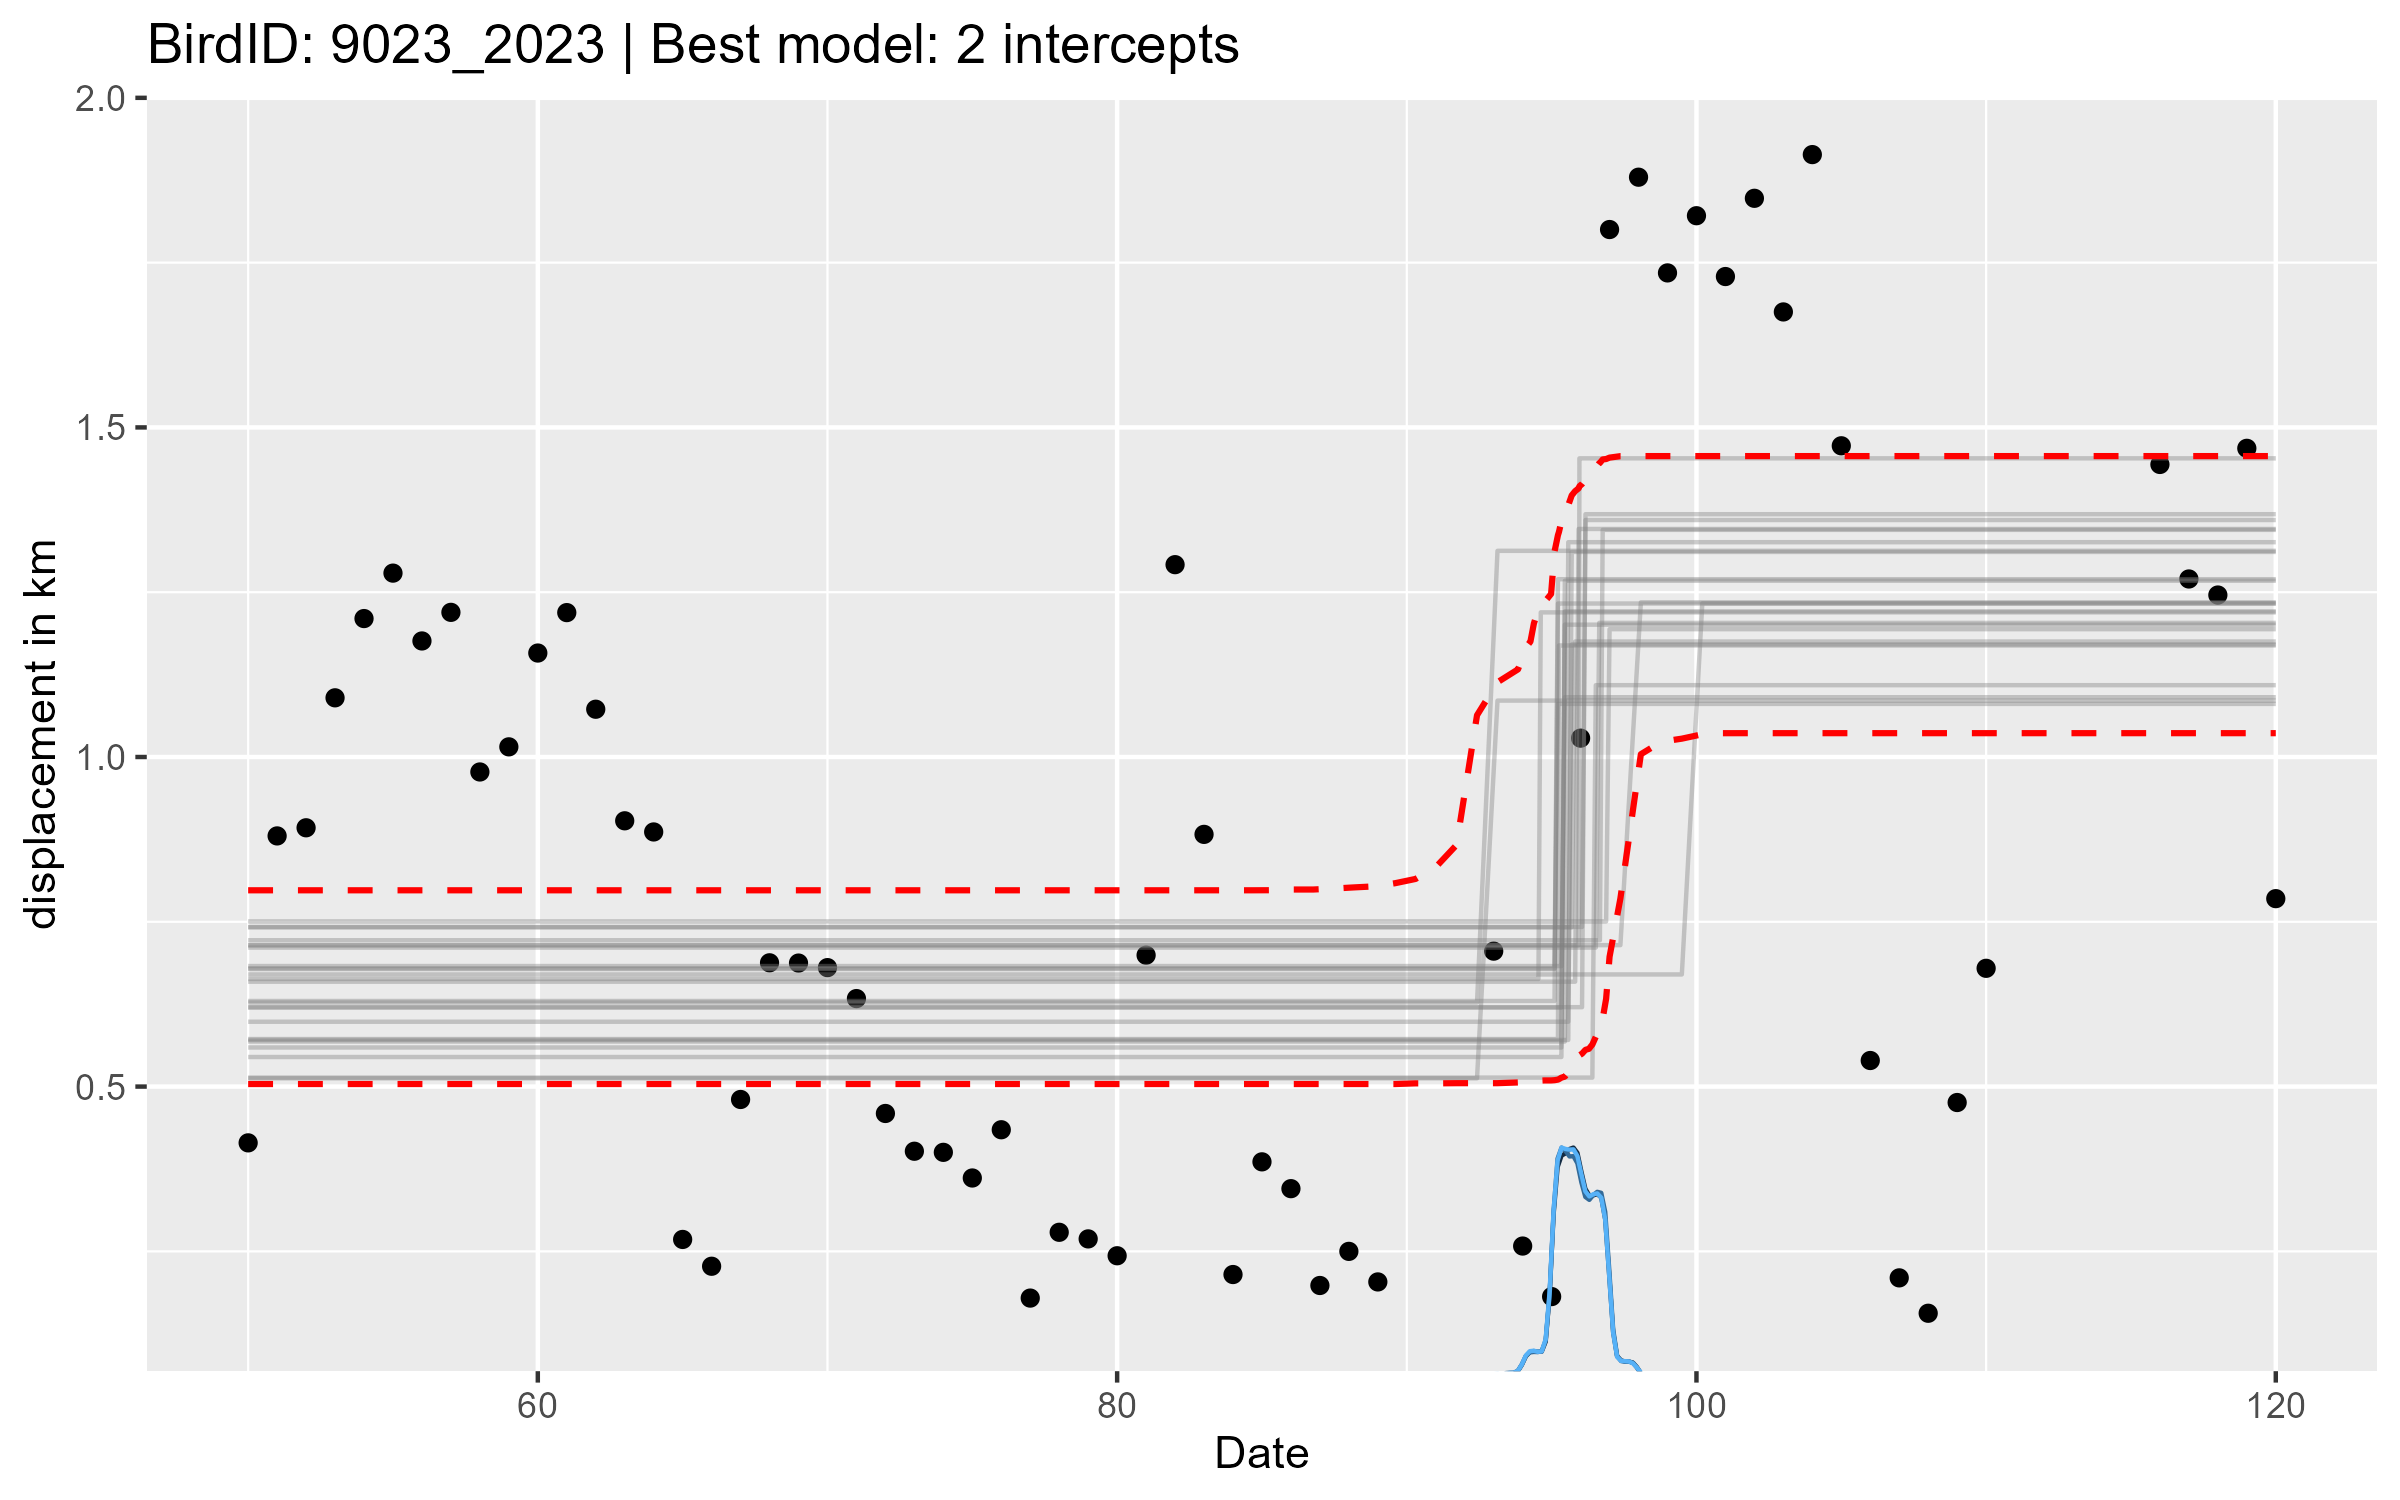 BirdID: 9023_2023 | Best model: 2 intercepts
2.0
1.5
1.0
0.5
displacement in km
60
80
100
120
Date